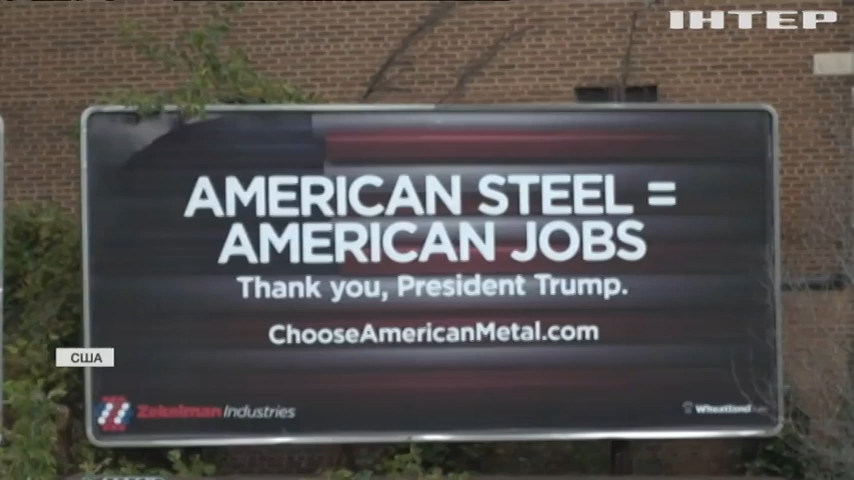 ІНТЕР
AMERICAN STEEL =
AMERICAN JOBS
Thank you, President Trump.
ChooseAmericanMetal.com
США
Zekelman Industries
Wheatland